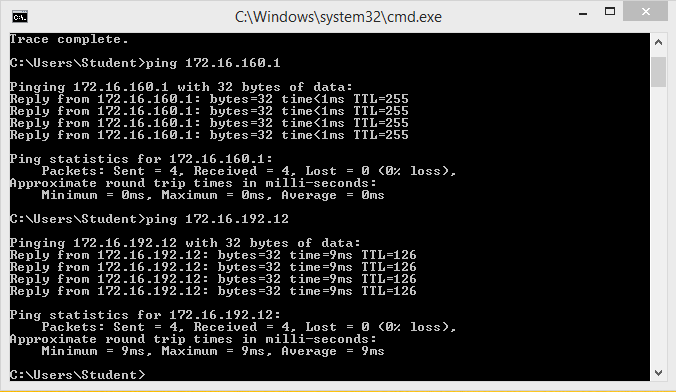 C:\Windows\system32\cmd.exe
Trace complete.
C:\Users\Student>ping 172.16.160.1
Pinging 172.16.160.1 with 32 bytes of data:
Reply from 172.16.160.1: bytes=32 time<1ms TTL=255
Reply from 172.16.160.1: bytes=32 time<1ms TTL=255
Reply from 172.16.160.1: bytes=32 time<1ms TTL=255
Reply from 172.16.160.1: bytes=32 time<1ms TTL=255
Ping statistics for 172.16.160.1:
    Packets: Sent = 4, Received = 4, Lost = 0 (0% loss),
Approximate round trip times in milli-seconds:
    Minimum = 0ms, Maximum = 0ms, Average = 0ms
C:\Users\Student>ping 172.16.192.12
Pinging 172.16.192.12 with 32 bytes of data:
Reply from 172.16.192.12: bytes=32 time=9ms TTL=126
Reply from 172.16.192.12: bytes=32 time=9ms TTL=126
Reply from 172.16.192.12: bytes=32 time=9ms TTL=126
Reply from 172.16.192.12: bytes=32 time=9ms TTL=126
Ping statistics for 172.16.192.12:
    Packets: Sent = 4, Received = 4, Lost = 0 (0% loss),
Approximate round trip times in milli-seconds:
    Minimum = 9ms, Maximum = 9ms, Average = 9ms
C:\Users\Student>